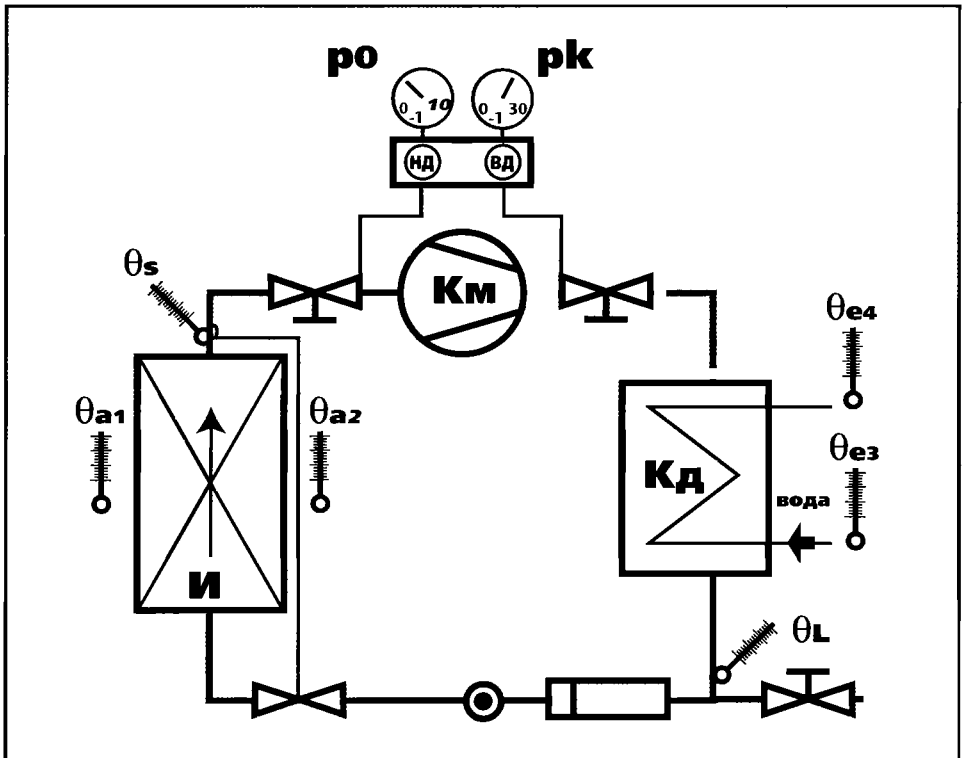 po pk
0 -1 10 0 -1 30
НД ВД
θs
Км
θe4
θa1 θa2
θe3
Кд
вода
И
θL